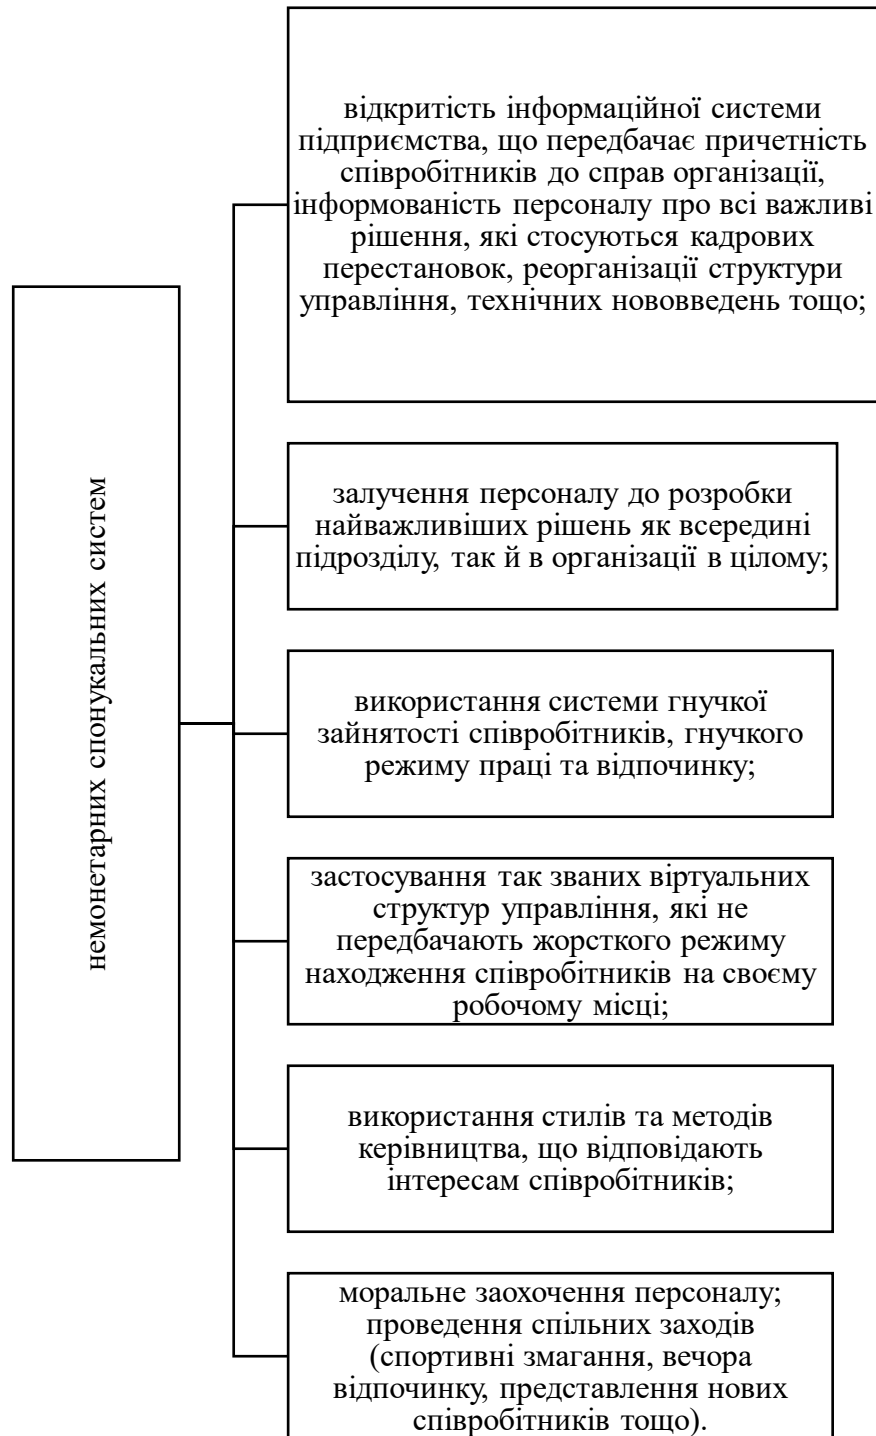 немонетарних спонукальних систем
відкритість інформаційної системи
підприємства, що передбачає причетність
співробітників до справ організації,
інформованість персоналу про всі важливі
рішення, які стосуються кадрових
перестановок, реорганізації структури
управління, технічних нововведень тощо;
залучення персоналу до розробки
найважливіших рішень як всередині
підрозділу, так й в організації в цілому;
використання системи гнучкої
зайнятості співробітників, гнучкого
режиму праці та відпочинку;
застосування так званих віртуальних
структур управління, які не
передбачають жорсткого режиму
находження співробітників на своєму
робочому місці;
використання стилів та методів
керівництва, що відповідають
інтересам співробітників;
моральне заохочення персоналу;
проведення спільних заходів
(спортивні змагання, вечора
відпочинку, представлення нових
співробітників тощо).